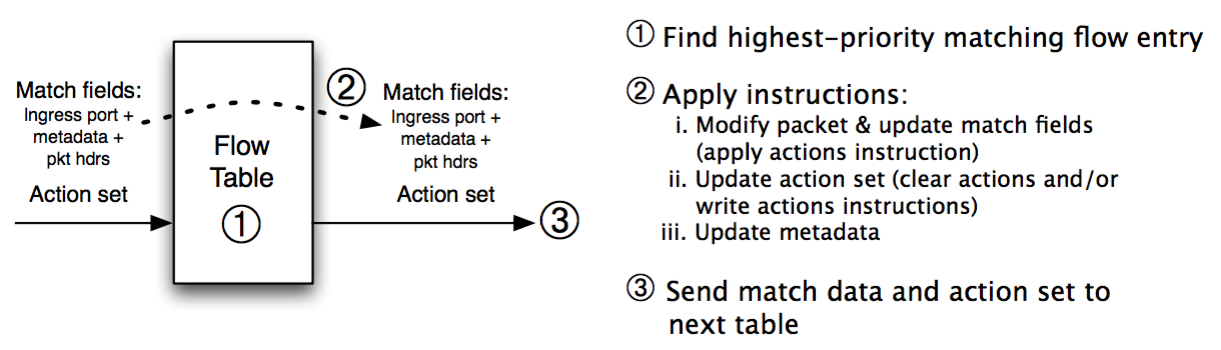 Match fields:
Ingress port +
metadata +
pkt hdrs
Action set
Flow
Table
①
②
Match fields:
Ingress port +
metadata +
pkt hdrs
Action set
③
① Find highest-priority matching flow entry
② Apply instructions:
i. Modify packet & update match fields
(apply actions instruction)
ii. Update action set (clear actions and/or
write actions instructions)
iii. Update metadata
③ Send match data and action set to
next table